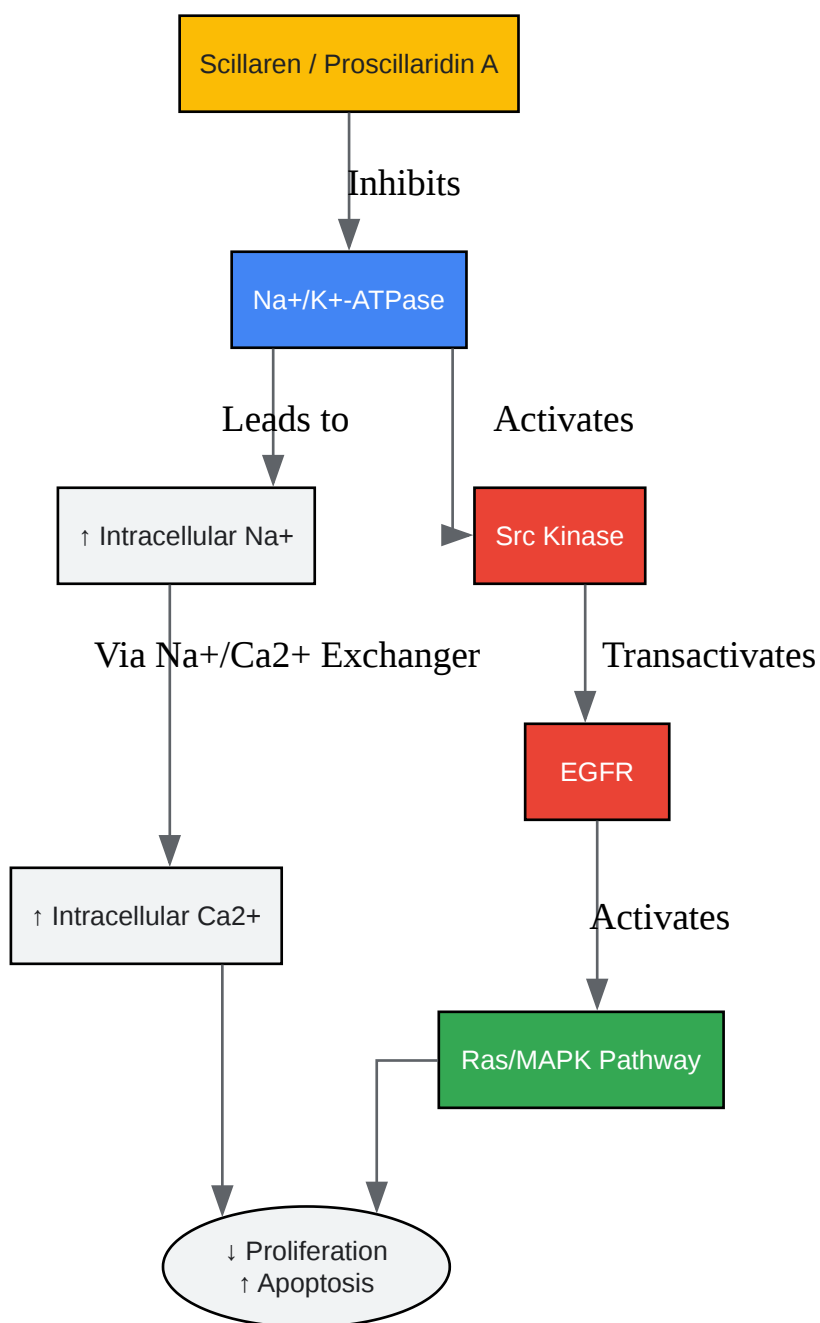 Scillaren / Proscillaridin A
Inhibits
Na+/K+-ATPase
Leads to
Activates
↑ Intracellular Na+
Src Kinase
Via Na+/Ca2+ Exchanger
Transactivates
EGFR
↑ Intracellular Ca2+
Activates
Ras/MAPK Pathway
↓ Proliferation
↑ Apoptosis